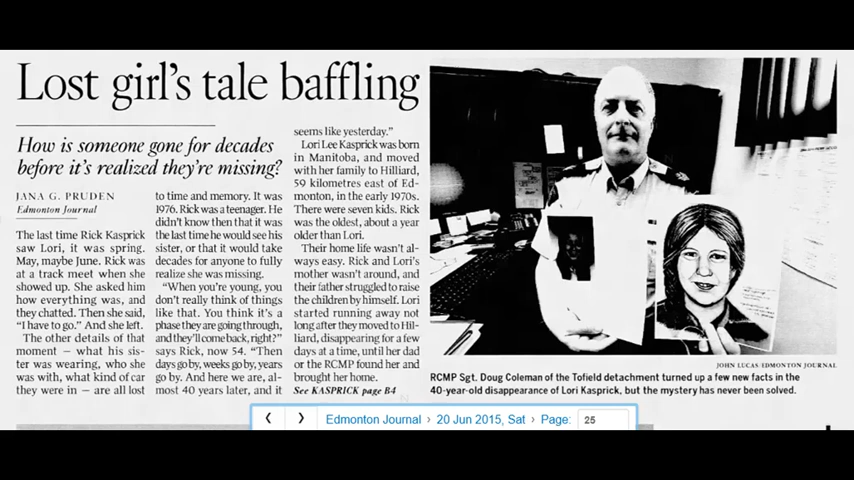 Lost girl's tale baffling
How is someone gone for decades
before it's realized they're missing?
JANA G. PRUDEN
Edmonton Journal
The last time Rick Kasprick
saw Lori, it was spring.
May, maybe June. Rick was
at a track meet when she
showed up. She asked him
how everything was, and
they chatted. Then she said,
"I have to go." And she left.
The other details of that
moment — what his sis-
ter was wearing, who she
was with, what kind of car
they were in — are all lost
to time and memory. It was
1976. Rick was a teenager. He
didn't know then that it was
the last time he would see his
sister, or that it would take
decades for anyone to fully
realize she was missing.
"When you're young, you
don't really think of things
like that. You think it's a
phase they are going through,
and they'll come back, right?"
says Rick, now 54. "Then
days go by, weeks go by, years
go by. And here we are, al-
most 40 years later, and it
seems like yesterday."
Lori Lee Kasprick was born
in Manitoba, and moved
with her family to Hilliard,
59 kilometres east of Ed-
monton, in the early 1970s.
There were seven kids. Rick
was the oldest, about a year
older than Lori.
Their home life wasn't al-
ways easy. Rick and Lori's
mother wasn't around, and
their father struggled to raise
the children by himself. Lori
started running away not
long after they moved to Hil-
liard, disappearing for a few
days at a time, until her dad
or the RCMP found her and
brought her home.
See KASPRICK page B4
JOHN LUCAS EDMONTON JOURNAL
RCMP Sgt. Doug Coleman of the Tofield detachment turned up a few new facts in the
40-year-old disappearance of Lori Kasprick, but the mystery has never been solved.
Edmonton Journal › 20 Jun 2015, Sat › Page: 25